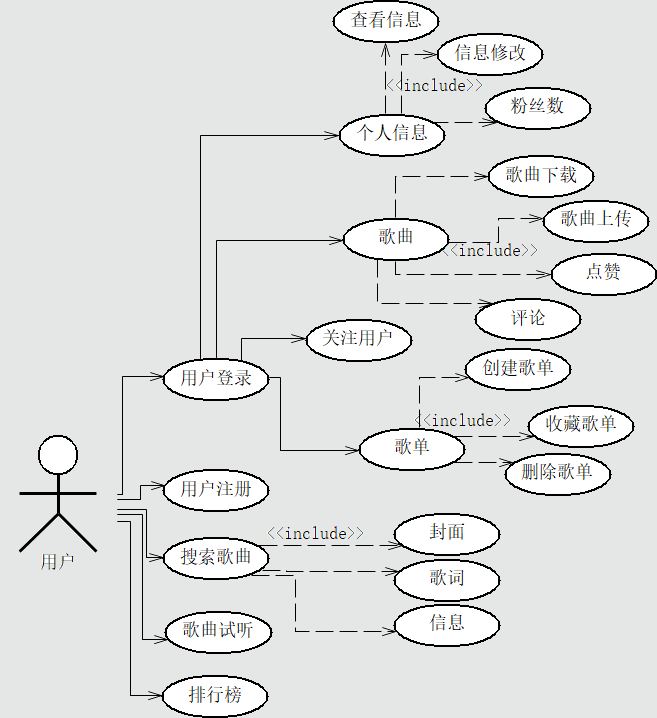 查看信息
信息修改
<<include>>
粉丝数
个人信息
歌曲下载
歌曲上传
歌曲
<<include>>
点赞
评论
关注用户
创建歌单
用户登录
<<include>>
收藏歌单
歌单
删除歌单
用户注册
<<include>>
封面
搜索歌曲
用户
歌词
信息
歌曲试听
排行榜